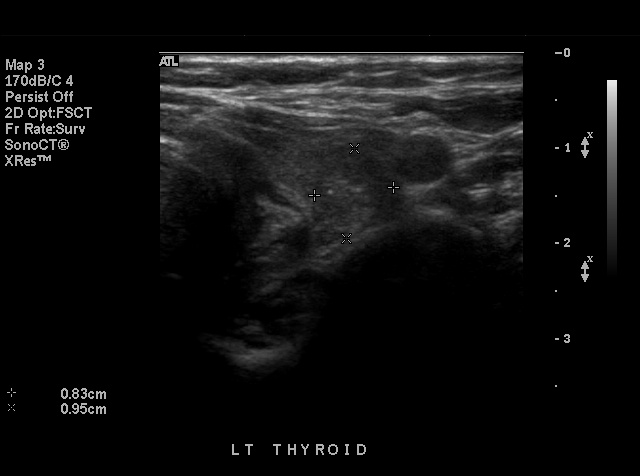 ATL
Map 3
170dB/C 4
Persist Off
2D Opt:FSCT
Fr Rate:Surv
SonoCT®
XRes™
0
1
x
2
x
3
0.83cm
0.95cm
LT THYROID